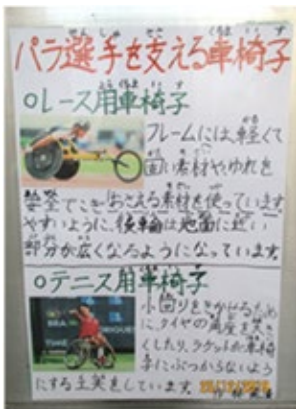 パラ選手を支える車椅子
○レース用車椅子
フレームには、軽くて
固い素材やゆれを
おさえる素材を使っています
やすいように、後輪は地面に近い
部分が広くなるようになっています。
○テニス用車椅子
小回りをきかせるため
に、タイヤの角度を大き
くしたり、ラケットが車椅
子にぶつからないよう
にする工夫をしています。